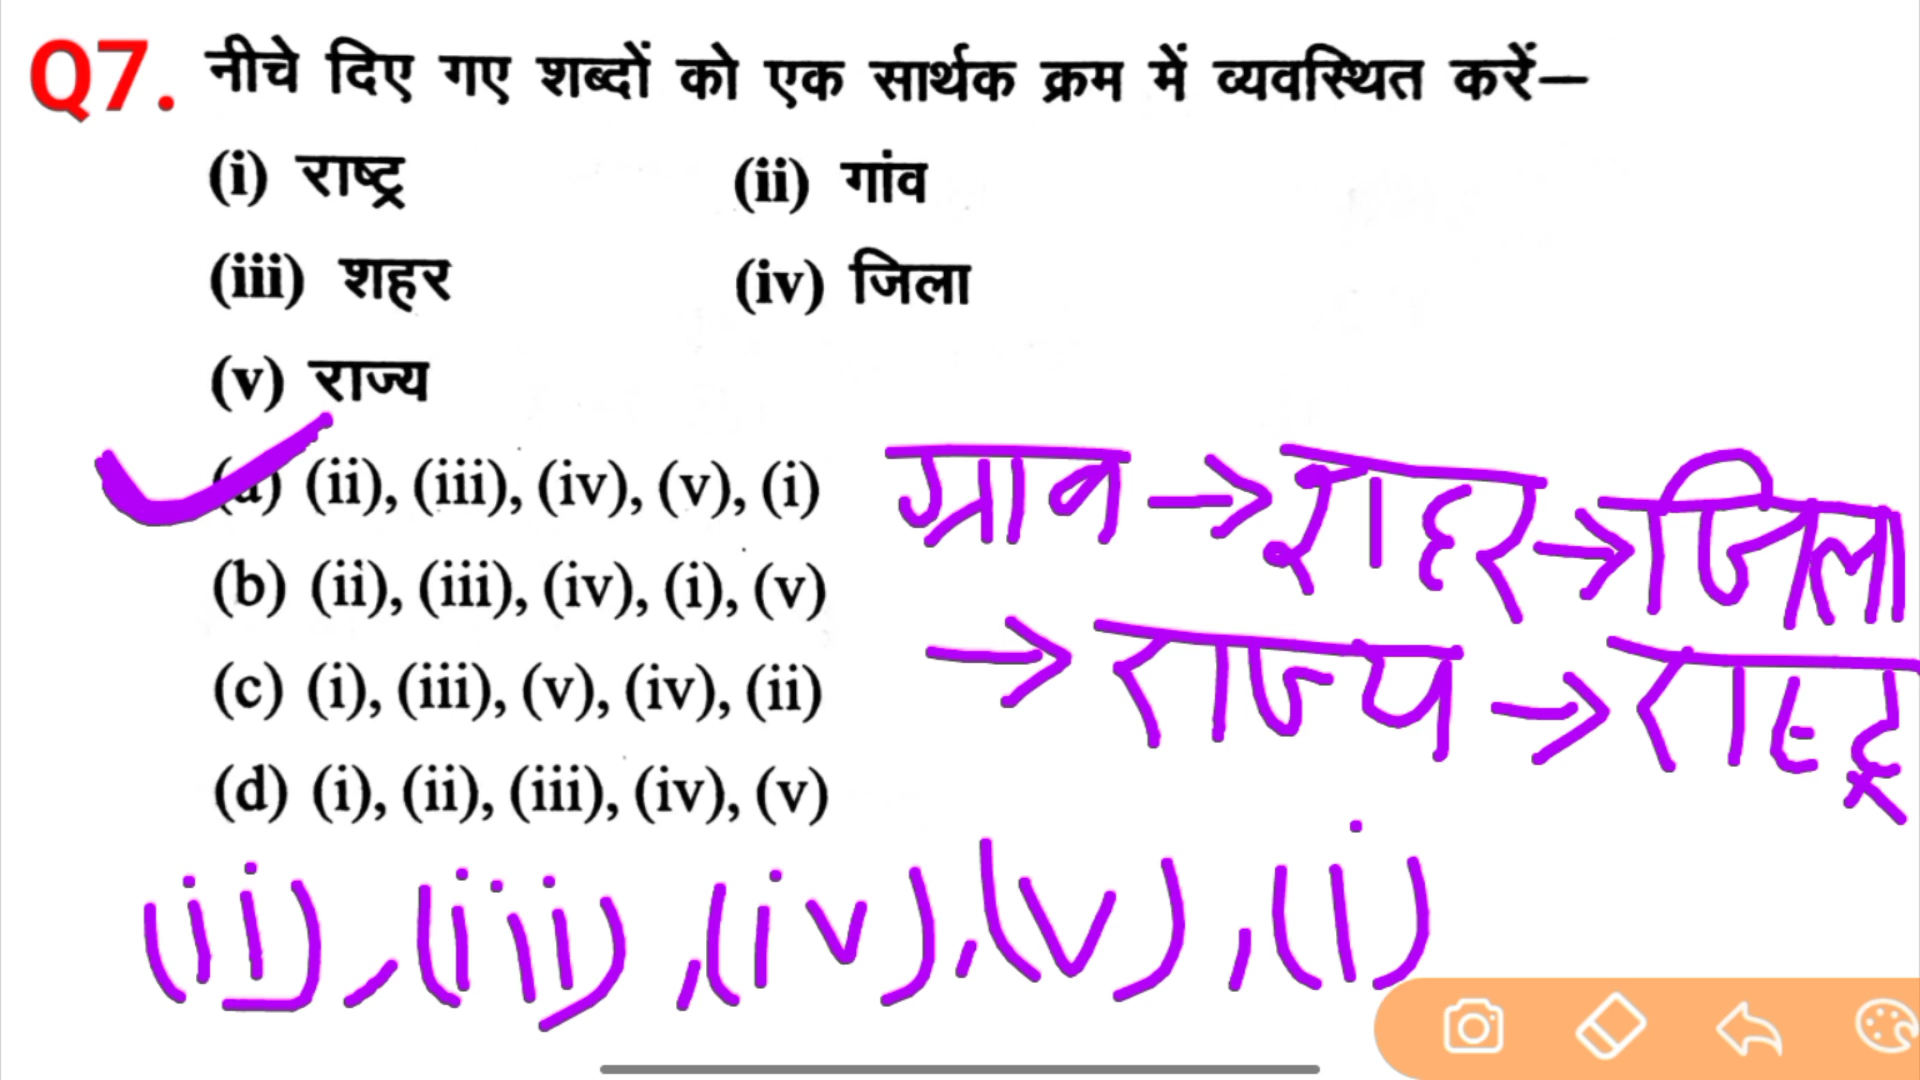 Q7. नीचे दिए गए शब्दों को एक सार्थक क्रम में व्यवस्थित करें—
(i) राष्ट्र (ii) गांव
(iii) शहर (iv) जिला
(v) राज्य
(a) (ii), (iii), (iv), (v), (i)
(b) (ii), (iii), (iv), (i), (v)
(c) (i), (iii), (v), (iv), (ii)
(d) (i), (ii), (iii), (iv), (v)
ग्राव → शहर → जिला
→ राज्य → राष्ट्र
(ii), (iii), (iv), (v), (i)